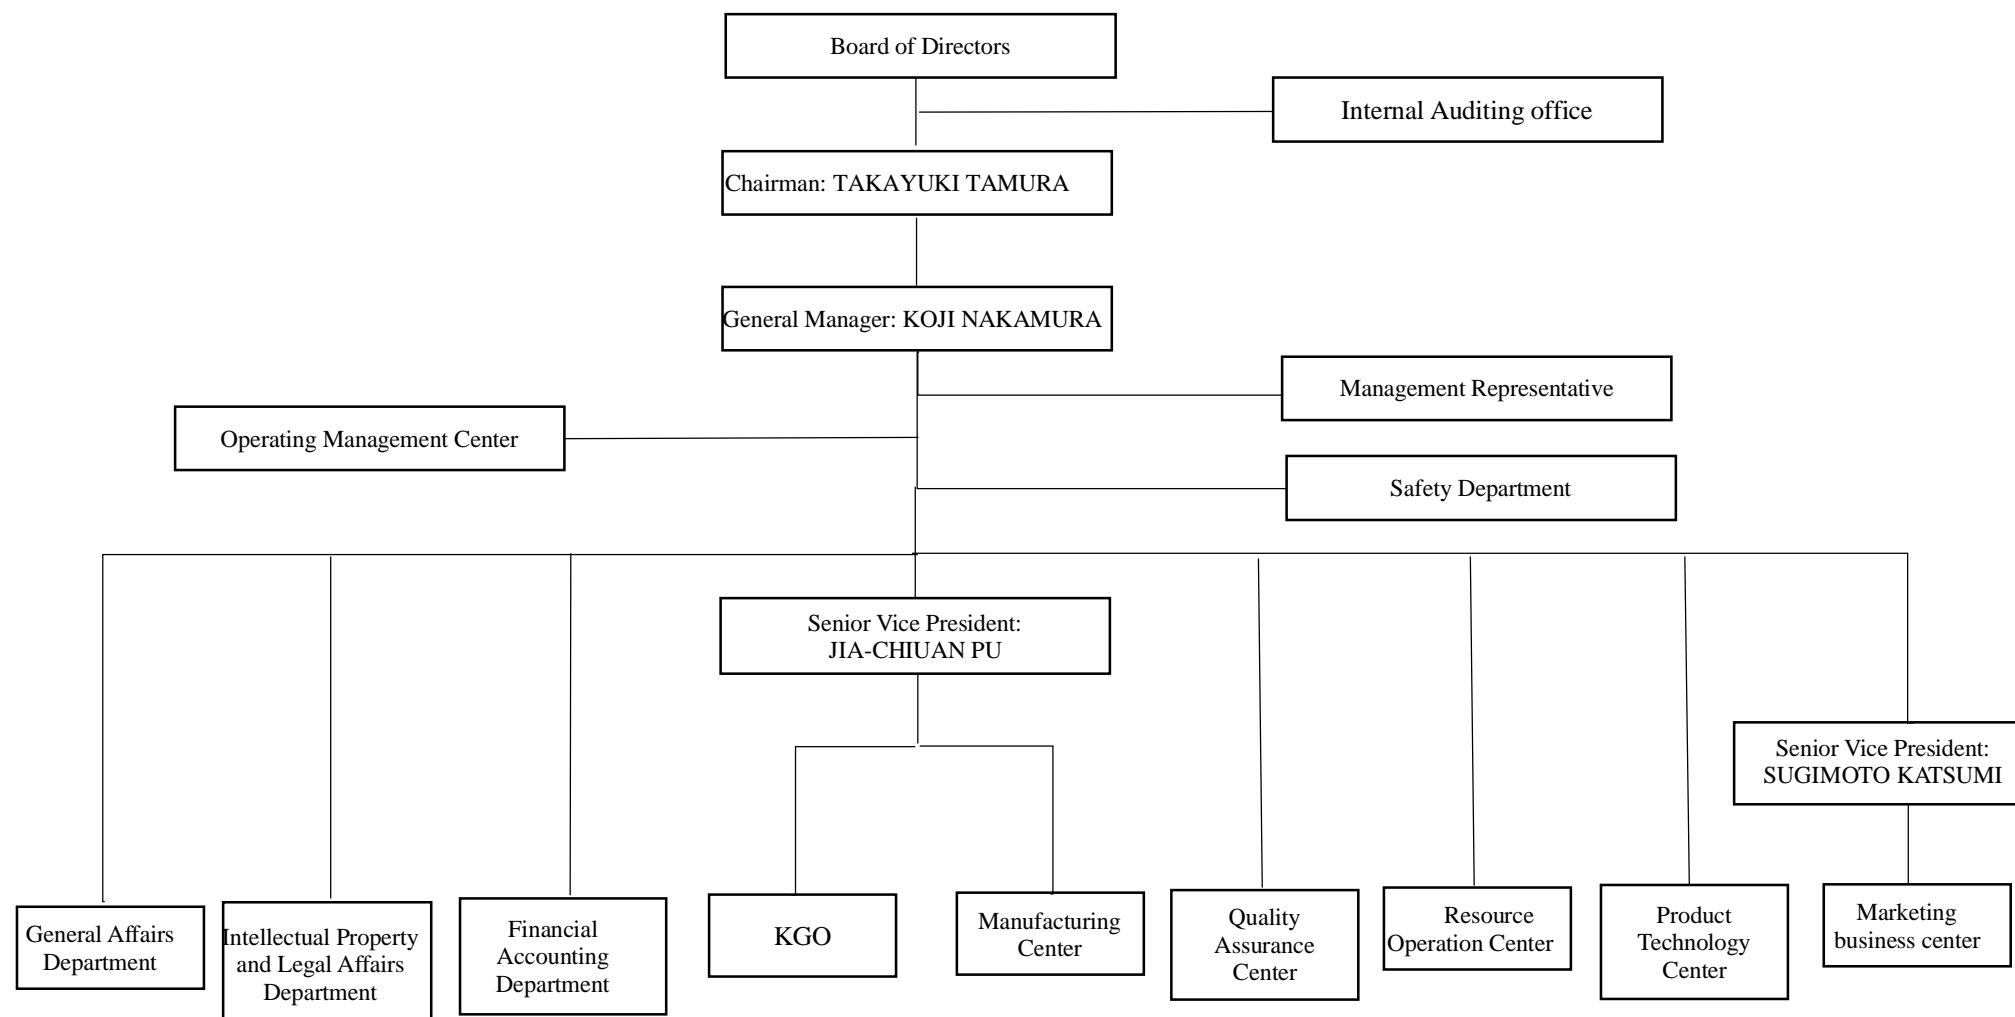 Board of Directors
Internal Auditing office
Chairman: TAKAYUKI TAMURA
General Manager: KOJI NAKAMURA
Management Representative
Operating Management Center
Safety Department
Senior Vice President:
JIA-CHIUAN PU
Senior Vice President:
SUGIMOTO KATSUMI
General Affairs
Department
Intellectual Property
and Legal Affairs
Department
Financial
Accounting
Department
KGO
Manufacturing
Center
Quality
Assurance
Center
Resource
Operation Center
Product
Technology
Center
Marketing
business center